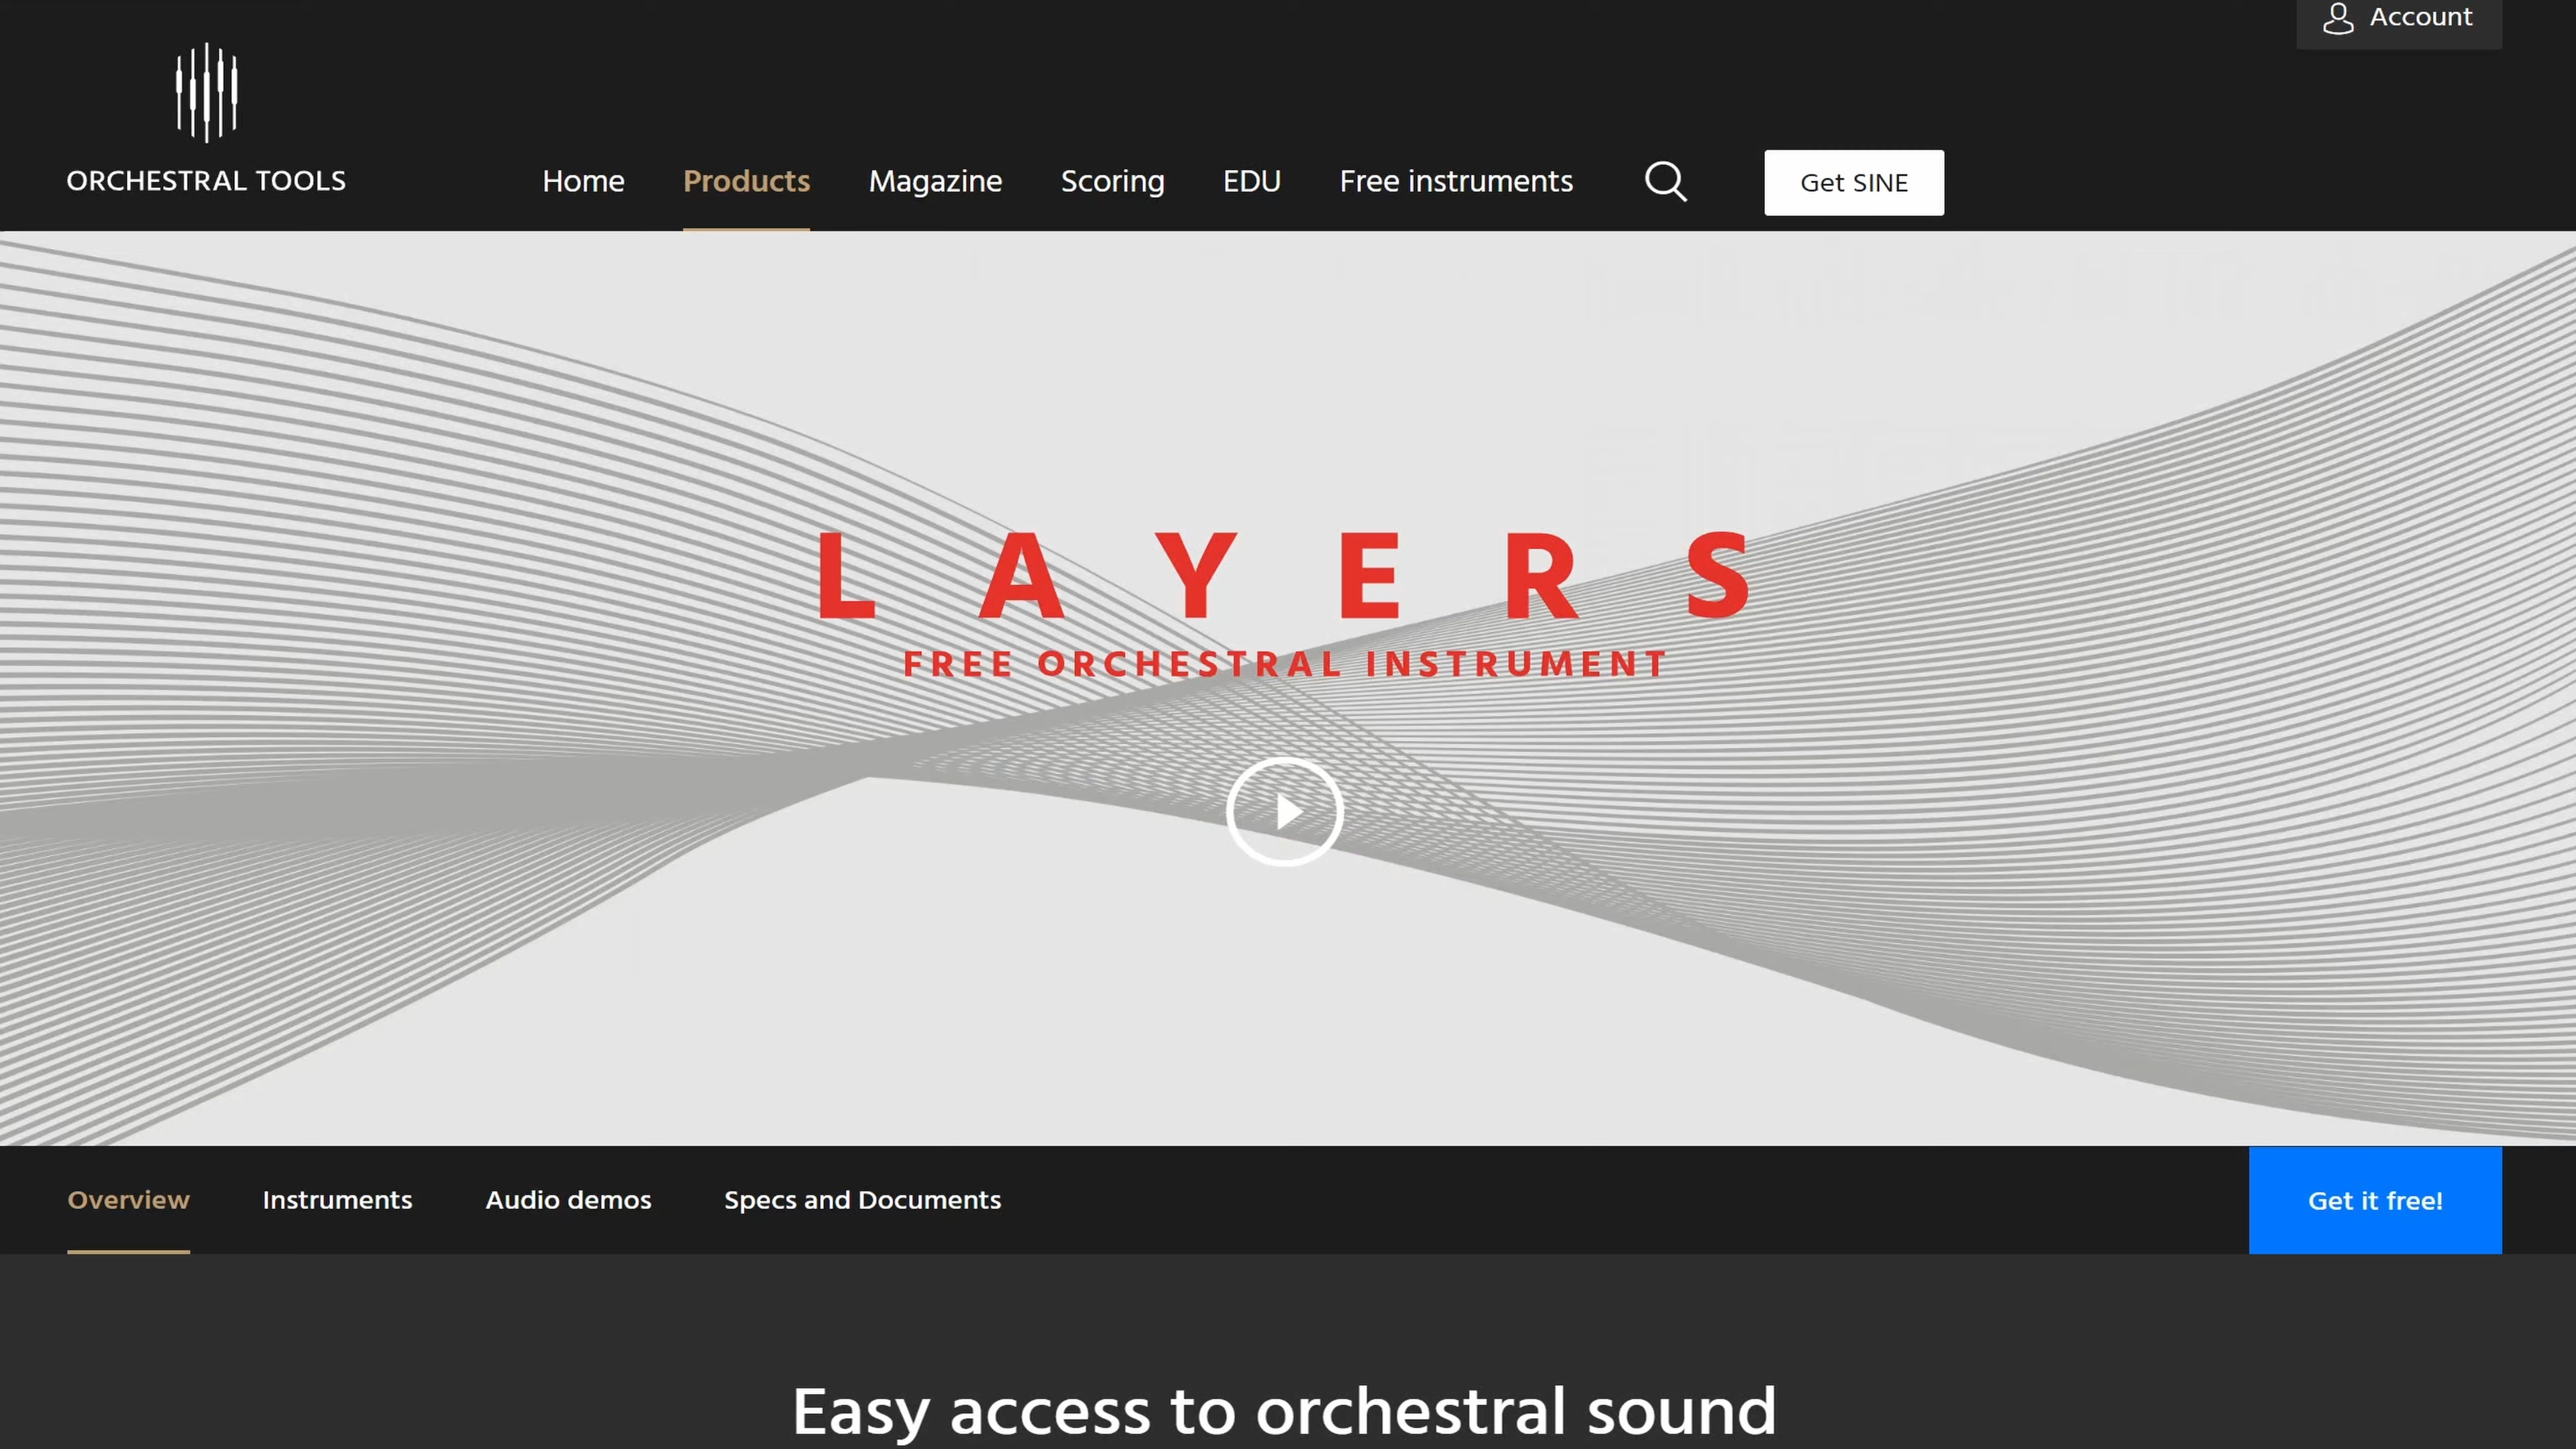 Account
ORCHESTRAL TOOLS
Home Products Magazine Scoring EDU Free instruments Get SINE
LAYERS
FREE ORCHESTRAL INSTRUMENT
Overview Instruments Audio demos Specs and Documents Get it free!
Easy access to orchestral sound